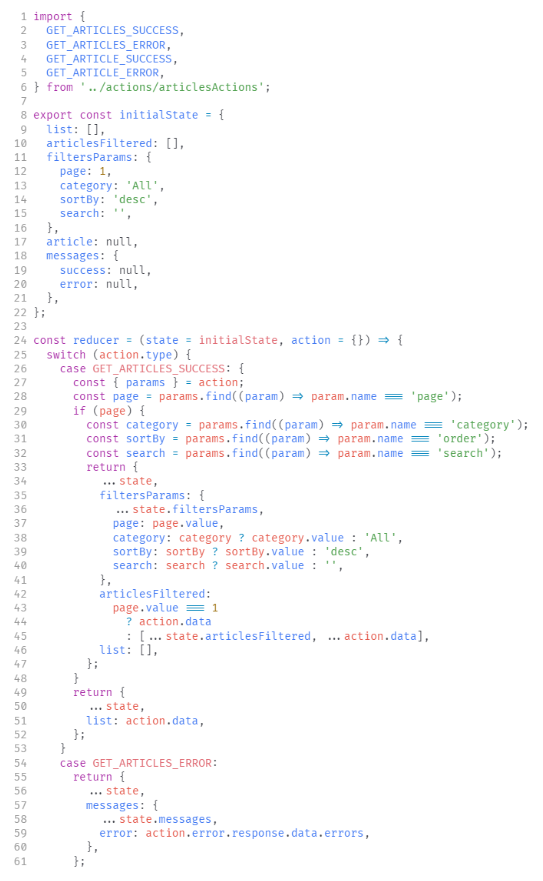 1 import {
2   GET_ARTICLES_SUCCESS,
3   GET_ARTICLES_ERROR,
4   GET_ARTICLE_SUCCESS,
5   GET_ARTICLE_ERROR,
6 } from '../actions/articlesActions';
7
8 export const initialState = {
9   list: [],
10   articlesFiltered: [],
11   filtersParams: {
12     page: 1,
13     category: 'All',
14     sortBy: 'desc',
15     search: '',
16   },
17   article: null,
18   messages: {
19     success: null,
20     error: null,
21   },
22 };
23
24 const reducer = (state = initialState, action = {}) => {
25   switch (action.type) {
26     case GET_ARTICLES_SUCCESS: {
27       const { params } = action;
28       const page = params.find((param) => param.name === 'page');
29       if (page) {
30         const category = params.find((param) => param.name === 'category');
31         const sortBy = params.find((param) => param.name === 'order');
32         const search = params.find((param) => param.name === 'search');
33         return {
34           ...state,
35           filtersParams: {
36             ...state.filtersParams,
37             page: page.value,
38             category: category ? category.value : 'All',
39             sortBy: sortBy ? sortBy.value : 'desc',
40             search: search ? search.value : '',
41           },
42           articlesFiltered:
43             page.value === 1
44               ? action.data
45               : [...state.articlesFiltered, ...action.data],
46           list: [],
47         };
48       }
49       return {
50         ...state,
51         list: action.data,
52       };
53     }
54     case GET_ARTICLES_ERROR:
55       return {
56         ...state,
57         messages: {
58           ...state.messages,
59           error: action.error.response.data.errors,
60         },
61       };